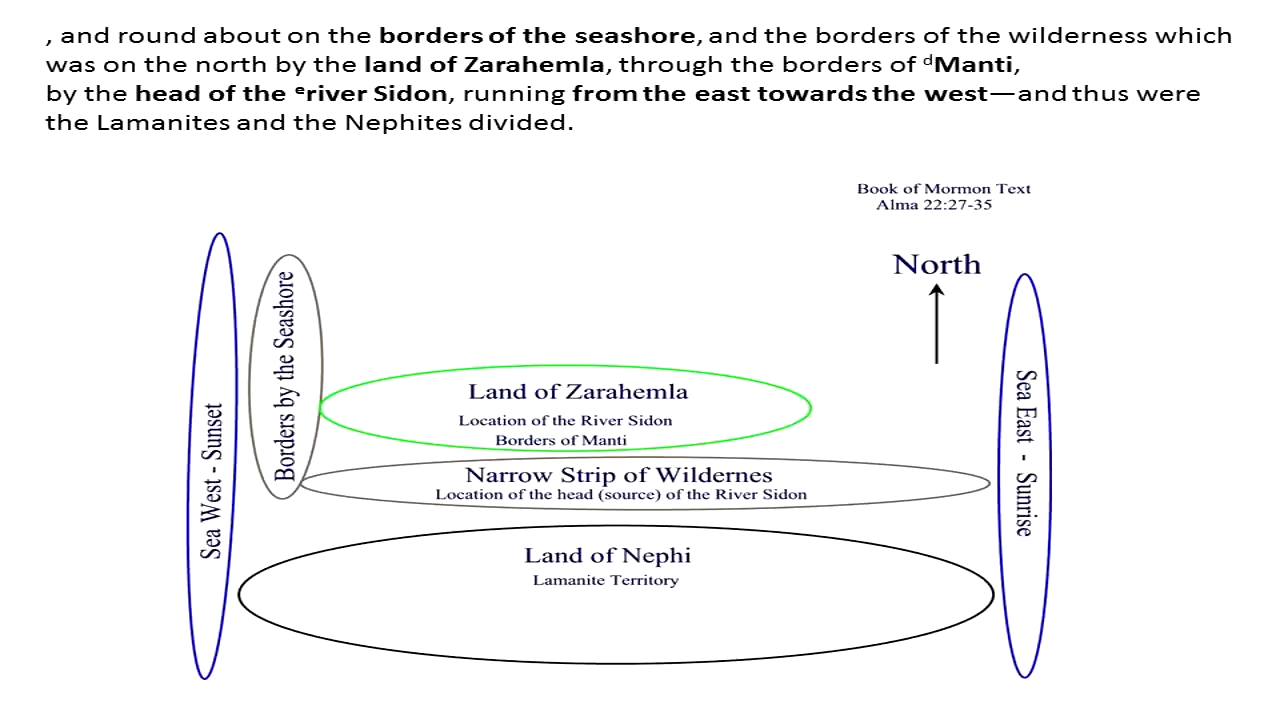 , and round about on the borders of the seashore, and the borders of the wilderness which
was on the north by the land of Zarahemla, through the borders of ᵈManti,
by the head of the ᵉriver Sidon, running from the east towards the west—and thus were
the Lamanites and the Nephites divided.
Book of Mormon Text
Alma 22:27-35
North
Sea West - Sunset
Borders by the Seashore
Land of Zarahemla
Location of the River Sidon
Borders of Manti
Narrow Strip of Wildernes
Location of the head (source) of the River Sidon
Land of Nephi
Lamanite Territory
Sea East - Sunrise